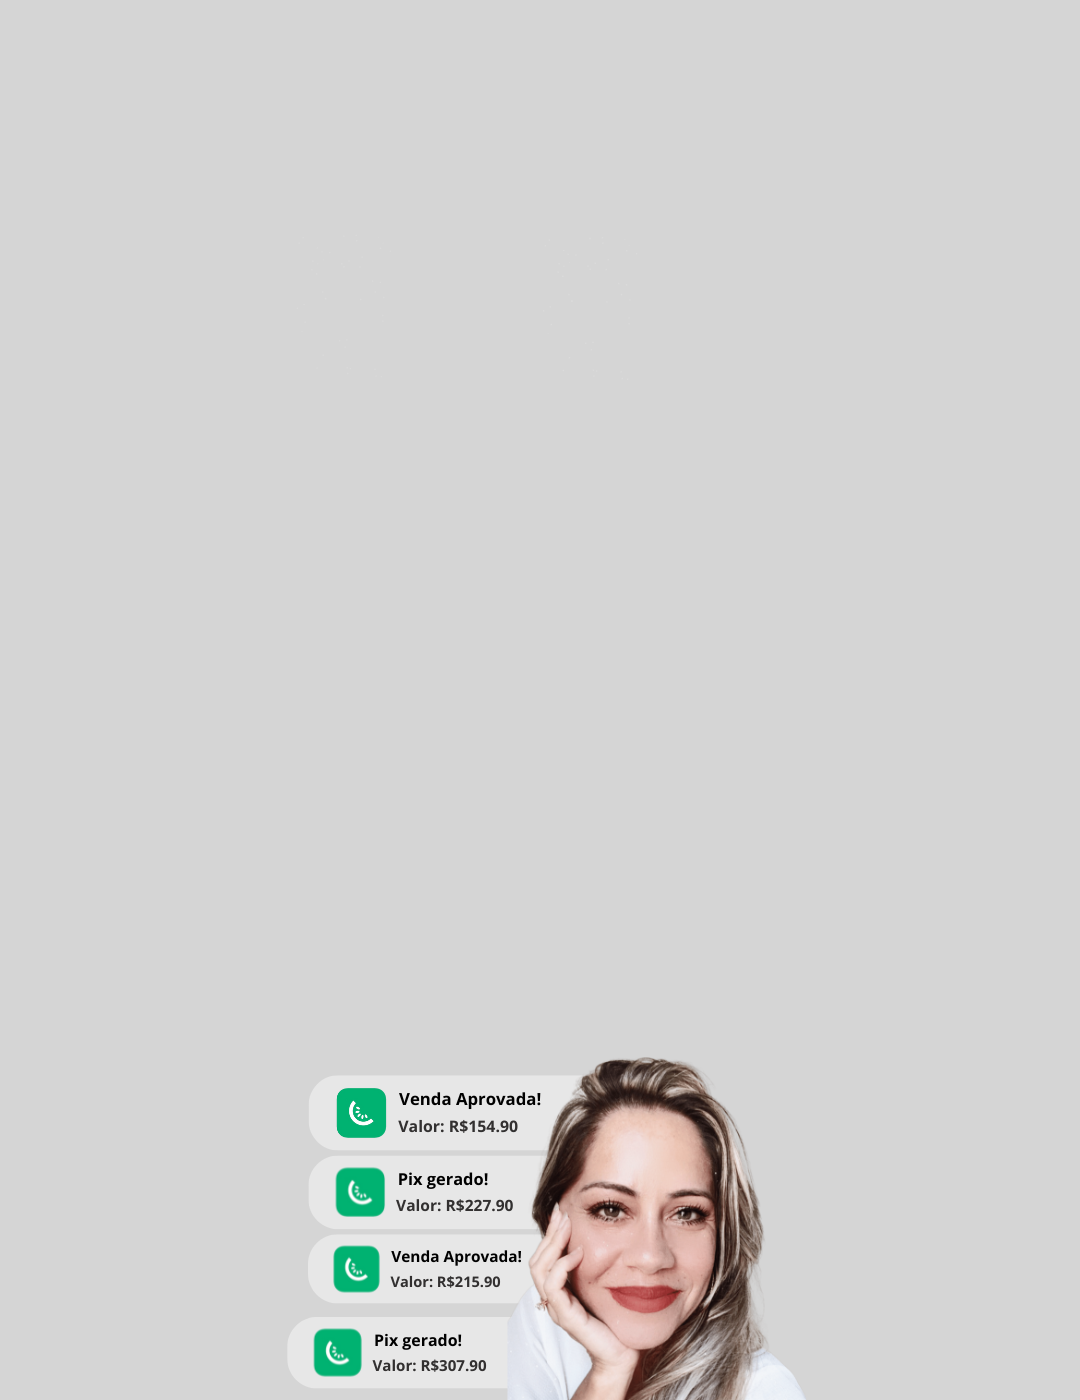 Venda Aprovada!
Valor: R$154.90
Pix gerado!
Valor: R$227.90
Venda Aprovada!
Valor: R$215.90
Pix gerado!
Valor: R$307.90